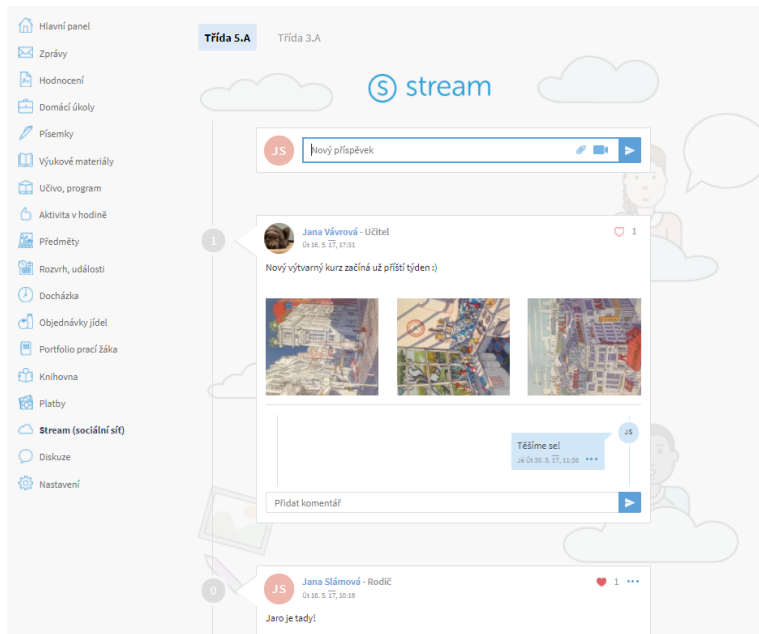 Hlavní panel
Zprávy
Hodnocení
Domácí úkoly
Písemky
Výukové materiály
Učivo, program
Aktivita v hodině
Předměty
Rozvrh, události
Docházka
Objednávky jídel
Portfolio prací žáka
Knihovna
Platby
Stream (sociální síť)
Diskuze
Nastavení
Třída 5.A Třída 3.A
S stream
JS Nový příspěvek
1
Jana Vávrová - Učitel 1
Út 16. 5. 17, 17:31
Nový výtvarný kurz začíná už příští týden :)
JS
Těšíme se!
Já Út 30. 5. 17, 11:38 •••
Přidat komentář
0
JS Jana Slámová - Rodič 1 •••
Út 16. 5. 17, 10:18
Jaro je tady!